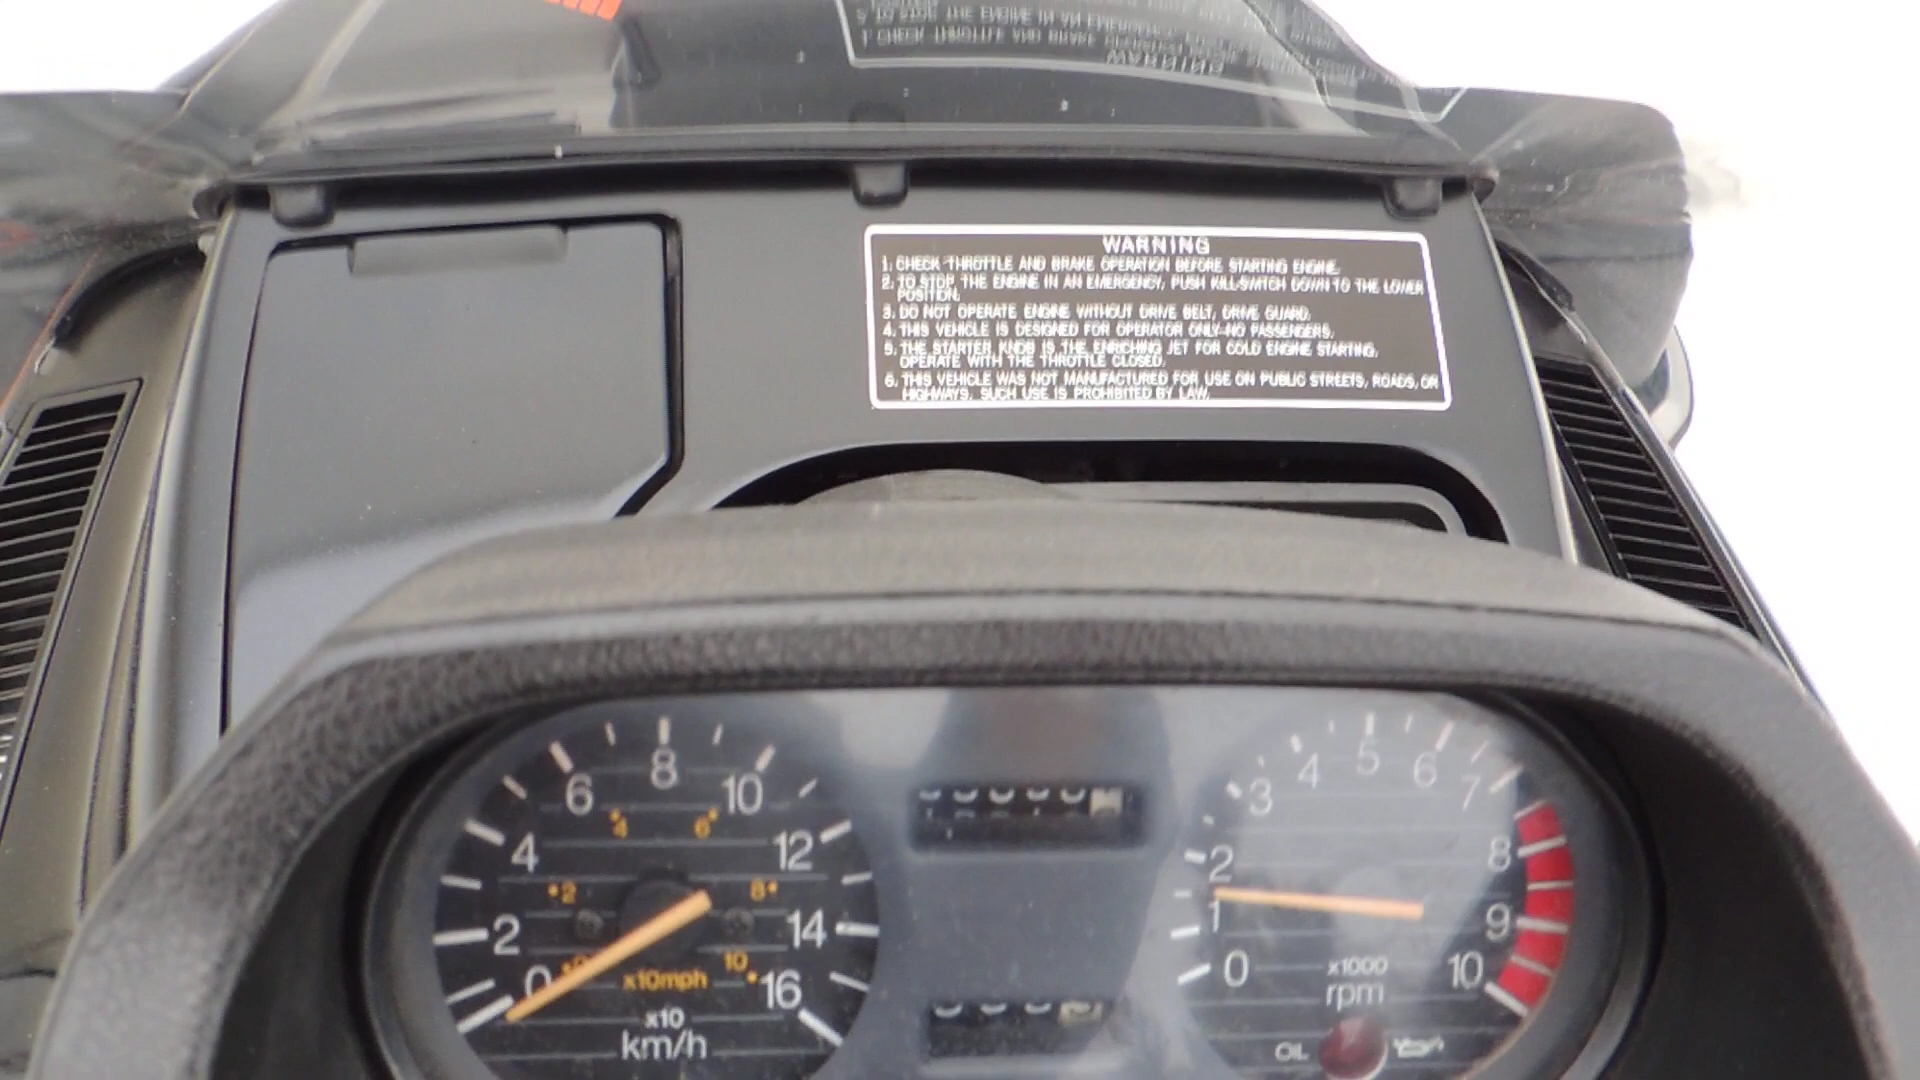 WARNING
1. CHECK THROTTLE AND BRAKE OPERATION BEFORE STARTING ENGINE.
2. TO STOP THE ENGINE IN AN EMERGENCY, PUSH KILL-SWITCH DOWN TO THE LOWER
POSITION.
3. DO NOT OPERATE ENGINE WITHOUT DRIVE BELT, DRIVE GUARD.
4. THIS VEHICLE IS DESIGNED FOR OPERATOR ONLY-NO PASSENGERS.
5. THE STARTER KNOB IS THE ENRICHING JET FOR COLD ENGINE STARTING.
OPERATE WITH THE THROTTLE CLOSED.
6. THIS VEHICLE WAS NOT MANUFACTURED FOR USE ON PUBLIC STREETS, ROADS, OR
HIGHWAYS, SUCH USE IS PROHIBITED BY LAW.
0 2 4 6 8 10 12 14 16
0 2 4 6 8 10
x10mph
x10
km/h
0 1 2 3 4 5 6 7 8 9 10
x1000
rpm
OIL